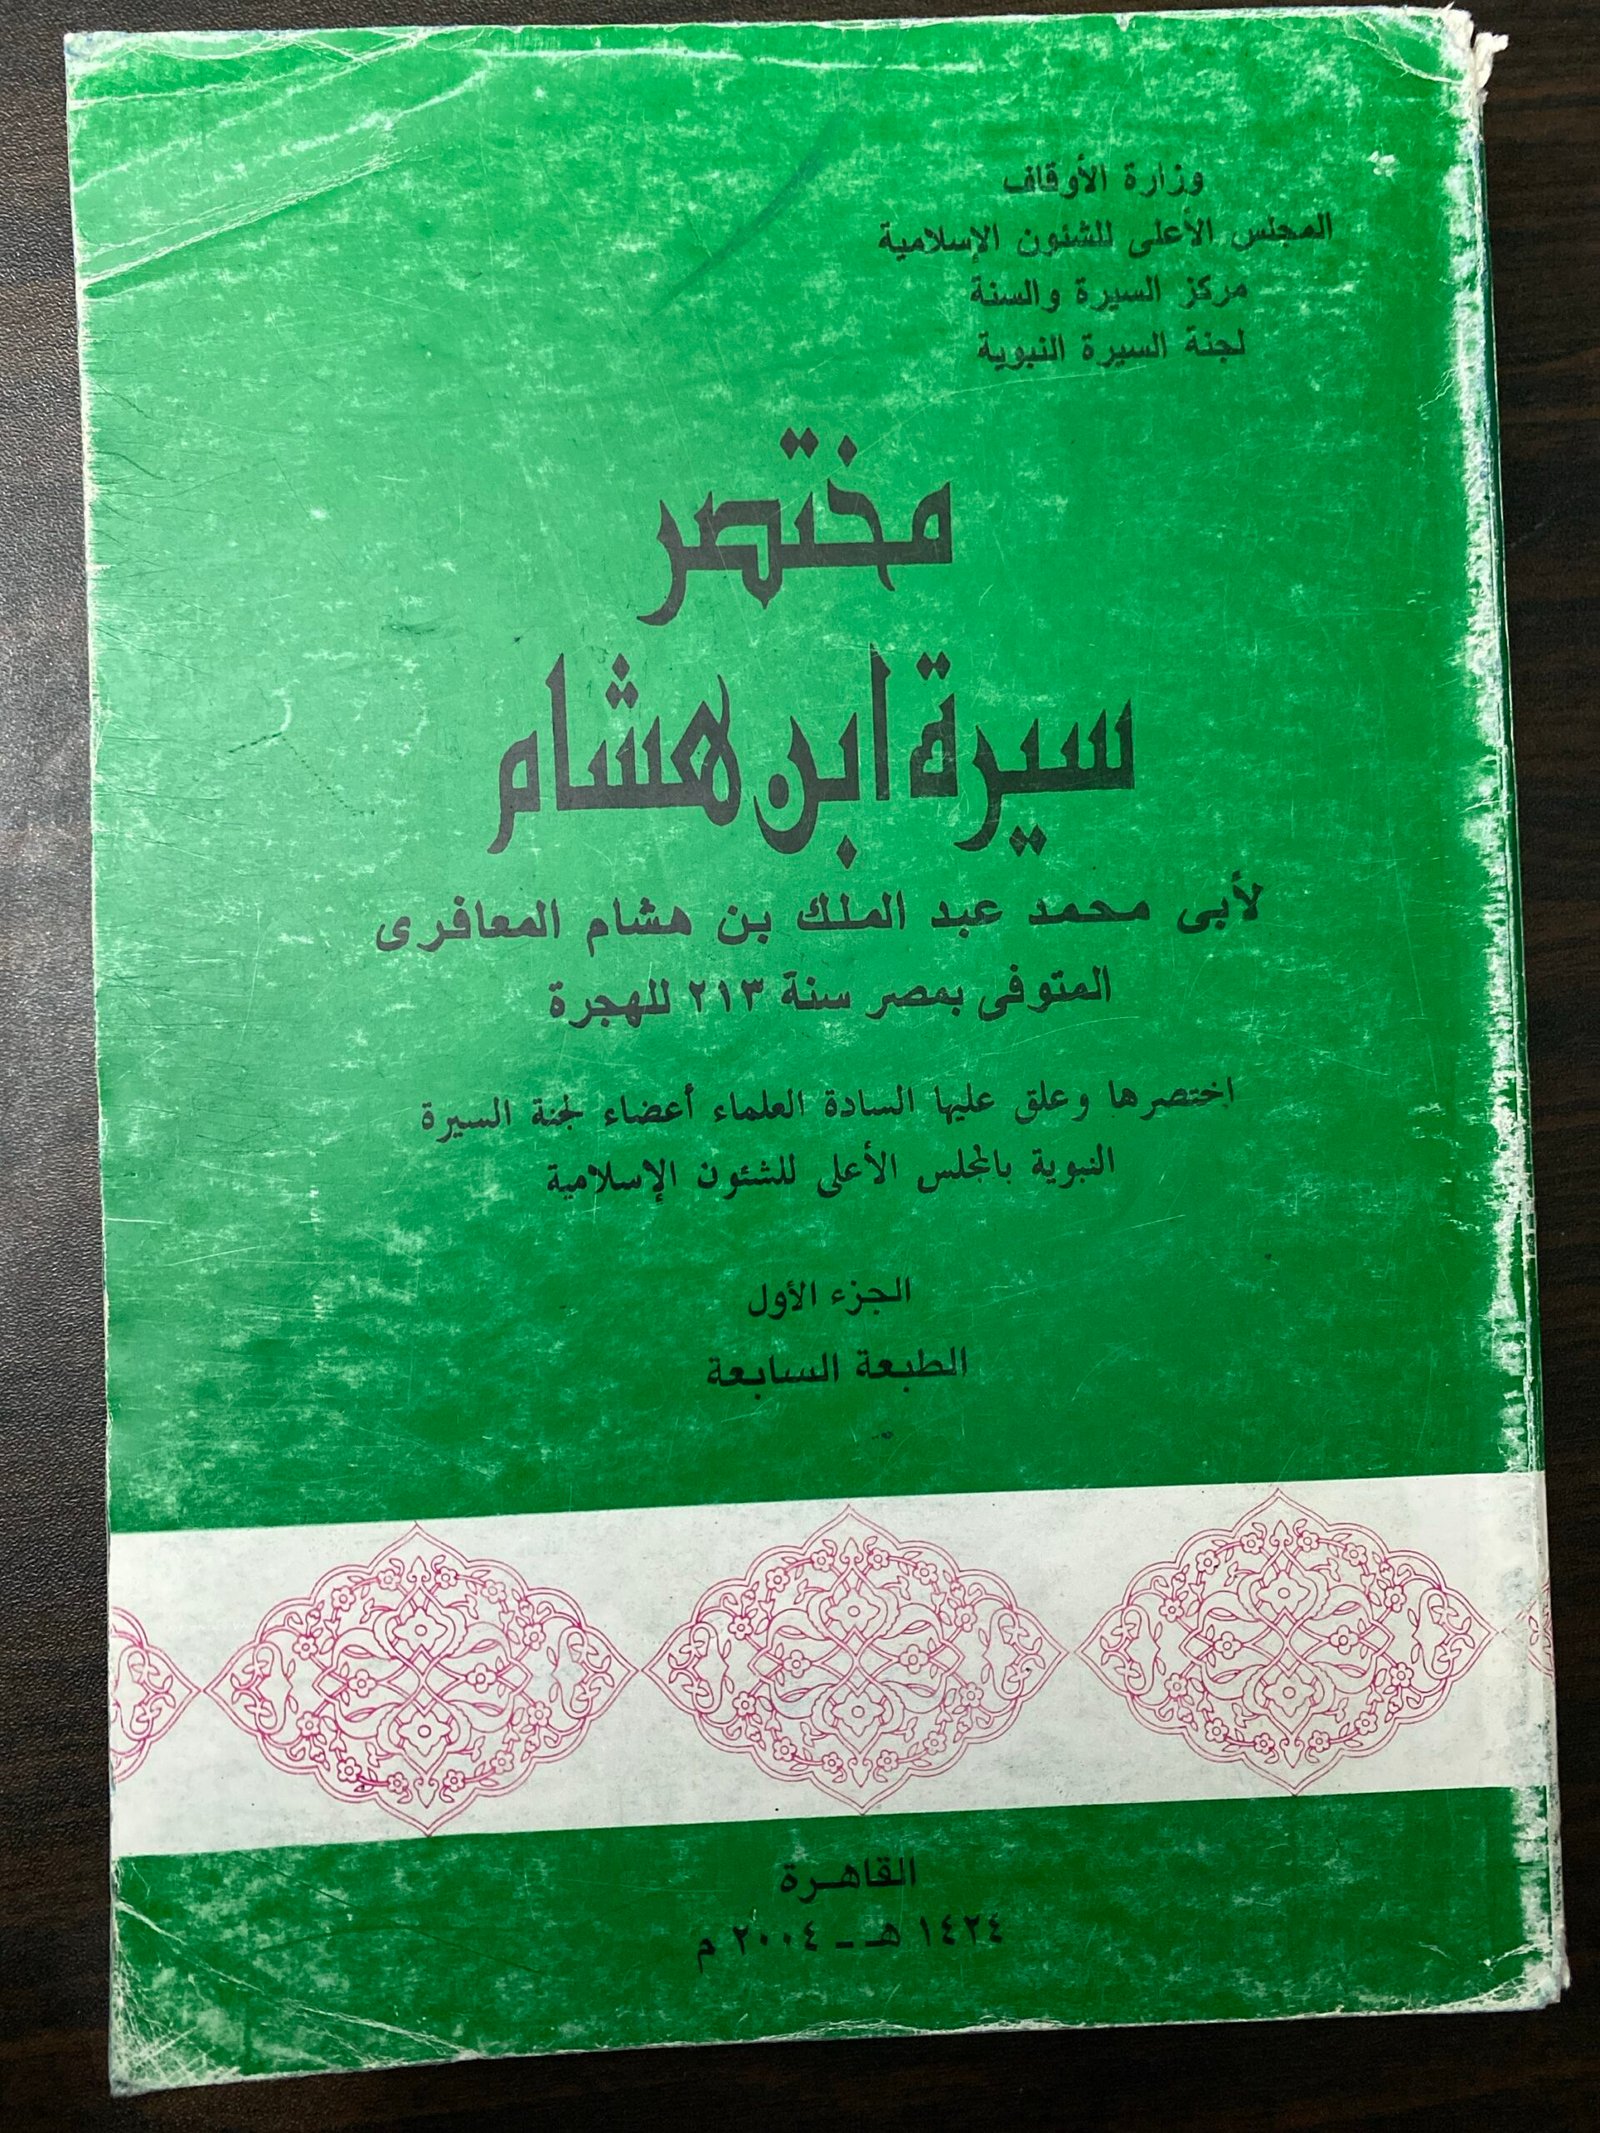 وزارة الأوقاف
المجلس الأعلى للشئون الإسلامية
مركز السيرة والسنة
لجنة السيرة النبوية
مختصر
سيرة ابن هشام
لأبى محمد عبد الملك بن هشام المعافرى
المتوفى بمصر سنة ٢١٣ للهجرة
اختصرها وعلق عليها السادة العلماء أعضاء لجنة السيرة
النبوية بالمجلس الأعلى للشئون الإسلامية
الجزء الأول
الطبعة السابعة
القاهرة
١٤٢٤ هـ - ٢٠٠٤ م